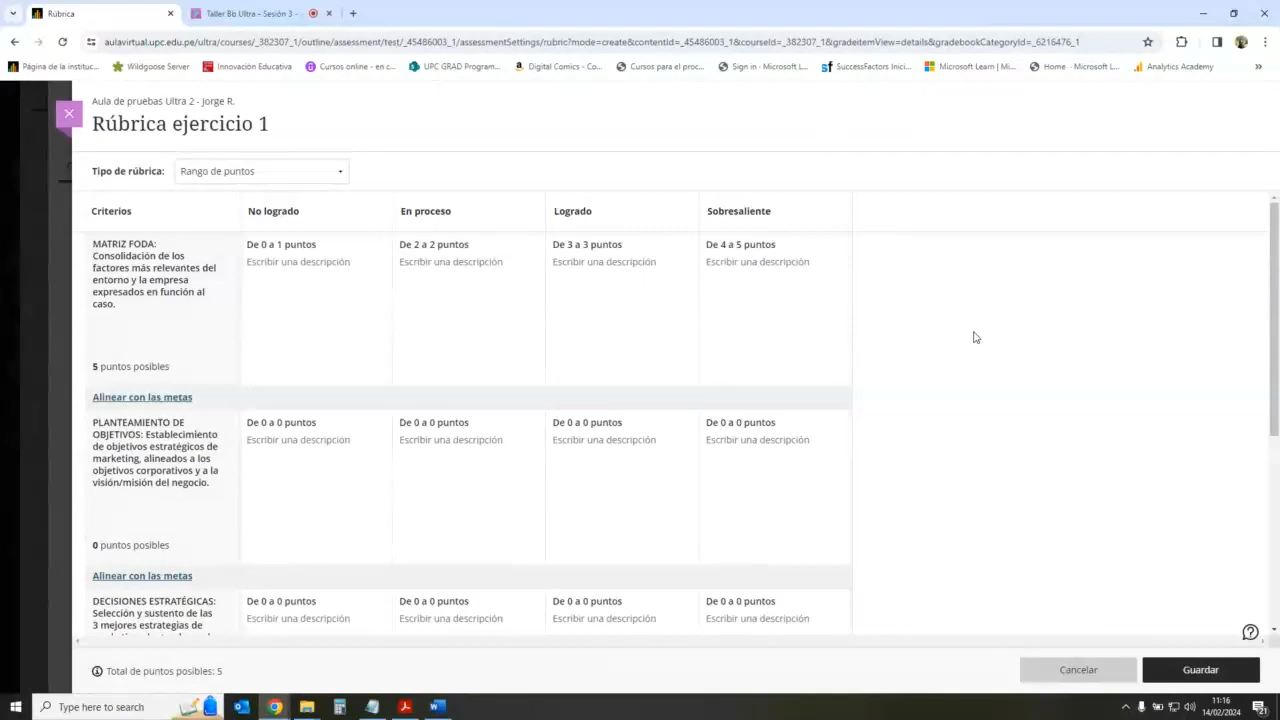 Rúbrica
Taller Bb Ultra - Sesión 3 -
aulavirtual.upc.edu.pe/ultra/courses/_382307_1/outline/assessment/test/_45486003_1/assessmentSettings/rubric?mode=create&contentId=_45486003_1&courseId=_382307_1&gradeitemView=details&gradebookCategoryId=_6216476_1
Página de la instituc... Wildgoose Server Innovación Educativa Cursos online - en c... UPC GRAD Program... Digital Comics - Co... Cursos para el proc... Sign in · Microsoft L... SuccessFactors Inici... Microsoft Learn | Mi... Home · Microsoft L... Analytics Academy
Aula de pruebas Ultra 2 - Jorge R.
Rúbrica ejercicio 1
Tipo de rúbrica: Rango de puntos
Criterios No logrado En proceso Logrado Sobresaliente
MATRIZ FODA:
Consolidación de los
factores más relevantes del
entorno y la empresa
expresados en función al
caso.
5 puntos posibles
De 0 a 1 puntos De 2 a 2 puntos De 3 a 3 puntos De 4 a 5 puntos
Escribir una descripción Escribir una descripción Escribir una descripción Escribir una descripción
Alinear con las metas
PLANTEAMIENTO DE
OBJETIVOS: Establecimiento
de objetivos estratégicos de
marketing, alineados a los
objetivos corporativos y a la
visión/misión del negocio.
0 puntos posibles
De 0 a 0 puntos De 0 a 0 puntos De 0 a 0 puntos De 0 a 0 puntos
Escribir una descripción Escribir una descripción Escribir una descripción Escribir una descripción
Alinear con las metas
DECISIONES ESTRATÉGICAS:
Selección y sustento de las
3 mejores estrategias de
De 0 a 0 puntos De 0 a 0 puntos De 0 a 0 puntos De 0 a 0 puntos
Escribir una descripción Escribir una descripción Escribir una descripción Escribir una descripción
Total de puntos posibles: 5
Cancelar Guardar
Type here to search
11:16
14/02/2024
21